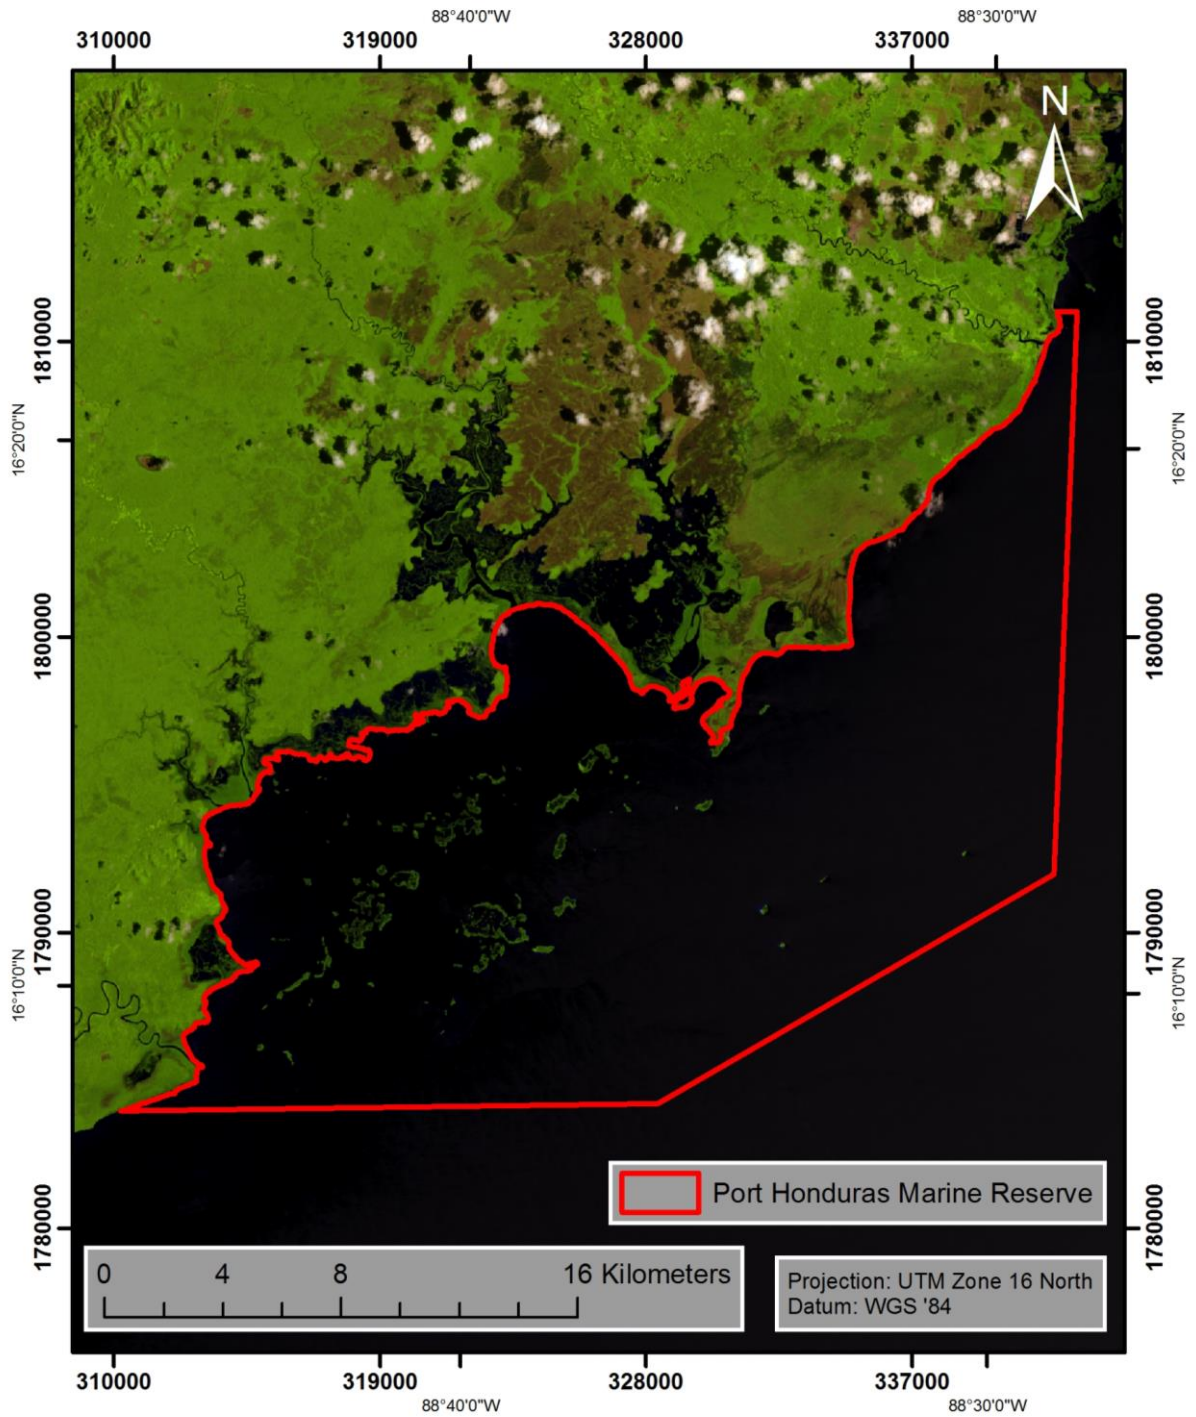 88°40'0"W 88°30'0"W
310000 319000 328000 337000
N
1810000 1810000
16°20'0"N 16°20'0"N
1800000 1800000
1790000 1790000
16°10'0"N 16°10'0"N
Port Honduras Marine Reserve
1780000 1780000
0 4 8 16 Kilometers
Projection: UTM Zone 16 North
Datum: WGS '84
310000 319000 328000 337000
88°40'0"W 88°30'0"W